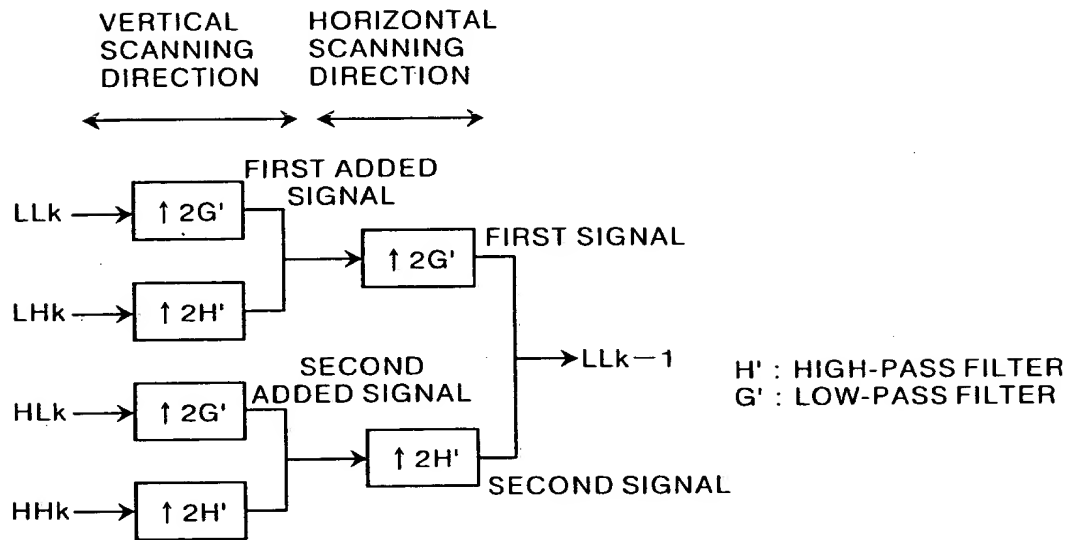 VERTICAL
SCANNING
DIRECTION
HORIZONTAL
SCANNING
DIRECTION
FIRST ADDED
SIGNAL
LLk
↑ 2G'
↑ 2G'
FIRST SIGNAL
LHk
↑ 2H'
LLk−1
SECOND
ADDED SIGNAL
HLk
↑ 2G'
↑ 2H'
SECOND SIGNAL
HHk
↑ 2H'
H' : HIGH-PASS FILTER
G' : LOW-PASS FILTER